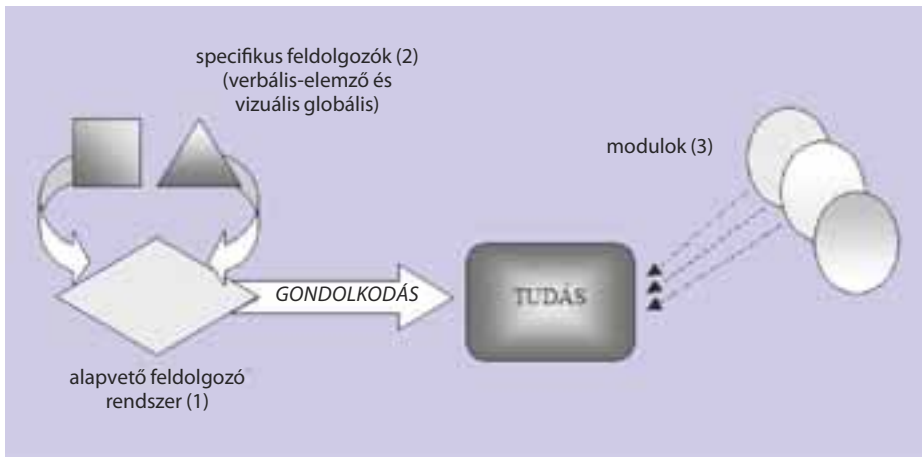 specifikus feldolgozók (2)
(verbális-elemző és
vizuális globális)
modulok (3)
GONDOLKODÁS
TUDÁS
alapvető feldolgozó
rendszer (1)